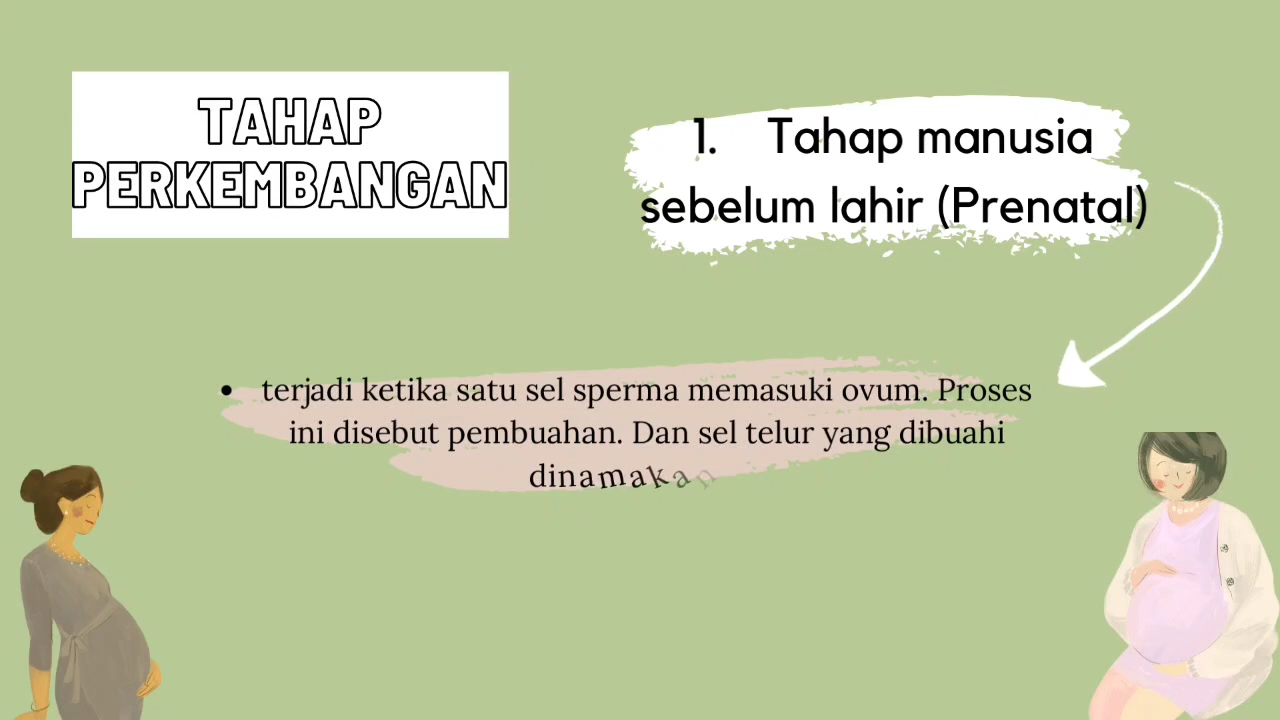 TAHAP
PERKEMBANGAN
1. Tahap manusia
sebelum lahir (Prenatal)
• terjadi ketika satu sel sperma memasuki ovum. Proses
ini disebut pembuahan. Dan sel telur yang dibuahi
dinamakan